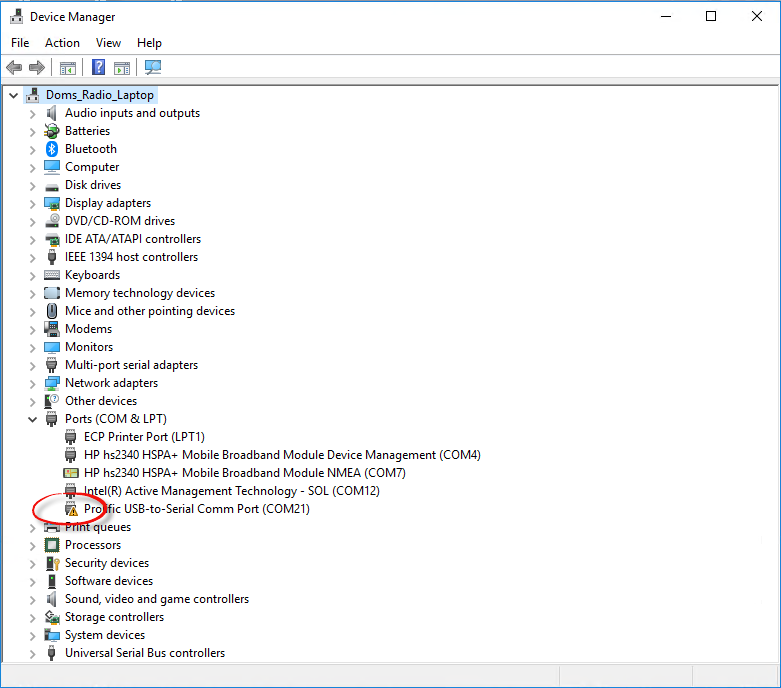 Device Manager
File Action View Help
Doms_Radio_Laptop
Audio inputs and outputs
Batteries
Bluetooth
Computer
Disk drives
Display adapters
DVD/CD-ROM drives
IDE ATA/ATAPI controllers
IEEE 1394 host controllers
Keyboards
Memory technology devices
Mice and other pointing devices
Modems
Monitors
Multi-port serial adapters
Network adapters
Other devices
Ports (COM & LPT)
ECP Printer Port (LPT1)
HP hs2340 HSPA+ Mobile Broadband Module Device Management (COM4)
HP hs2340 HSPA+ Mobile Broadband Module NMEA (COM7)
Intel(R) Active Management Technology - SOL (COM12)
Prolific USB-to-Serial Comm Port (COM21)
Print queues
Processors
Security devices
Software devices
Sound, video and game controllers
Storage controllers
System devices
Universal Serial Bus controllers